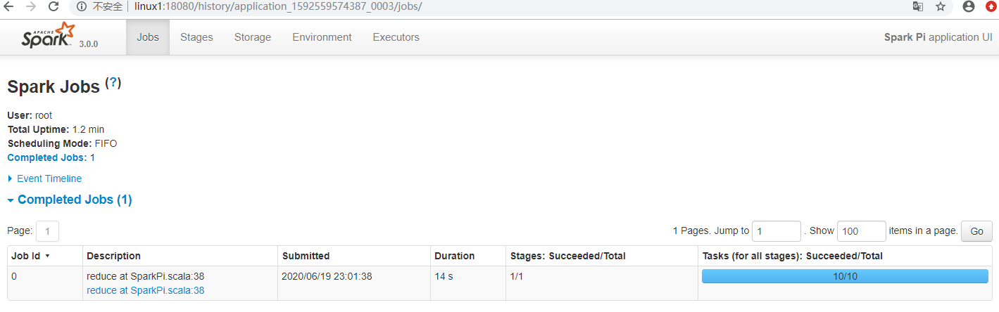 不安全 | linux1:18080/history/application_1592559574387_0003/jobs/
APACHE Spark 3.0.0 Jobs Stages Storage Environment Executors Spark Pi application UI
Spark Jobs (?)
User: root
Total Uptime: 1.2 min
Scheduling Mode: FIFO
Completed Jobs: 1
Event Timeline
Completed Jobs (1)
Page: 1 1 Pages. Jump to 1 . Show 100 items in a page. Go
Job Id Description Submitted Duration Stages: Succeeded/Total Tasks (for all stages): Succeeded/Total
0 reduce at SparkPi.scala:38 2020/06/19 23:01:38 14 s 1/1 10/10
reduce at SparkPi.scala:38